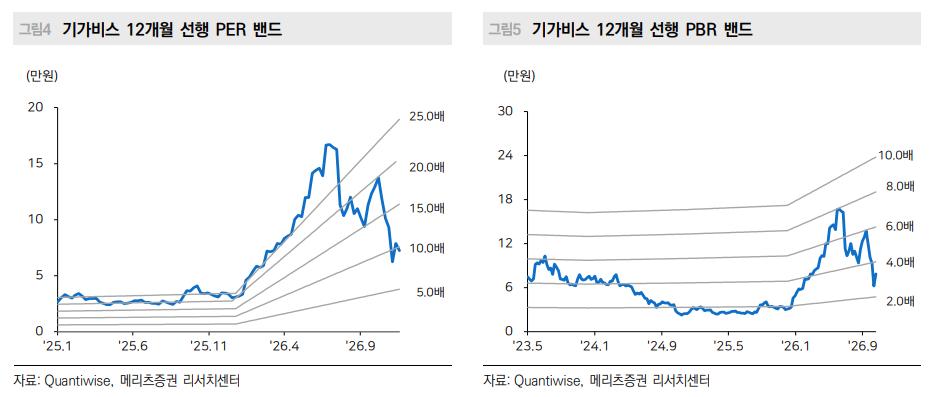 그림4 기가비스 12개월 선행 PER 밴드
(만원)
20
15
10
5
0
25.0배
20.0배
15.0배
10.0배
5.0배
'25.1 '25.6 '25.11 '26.4 '26.9
자료: Quantiwise, 메리츠증권 리서치센터
그림5 기가비스 12개월 선행 PBR 밴드
(만원)
30
24
18
12
6
0
10.0배
8.0배
6.0배
4.0배
2.0배
'23.5 '24.1 '24.9 '25.5 '26.1 '26.9
자료: Quantiwise, 메리츠증권 리서치센터